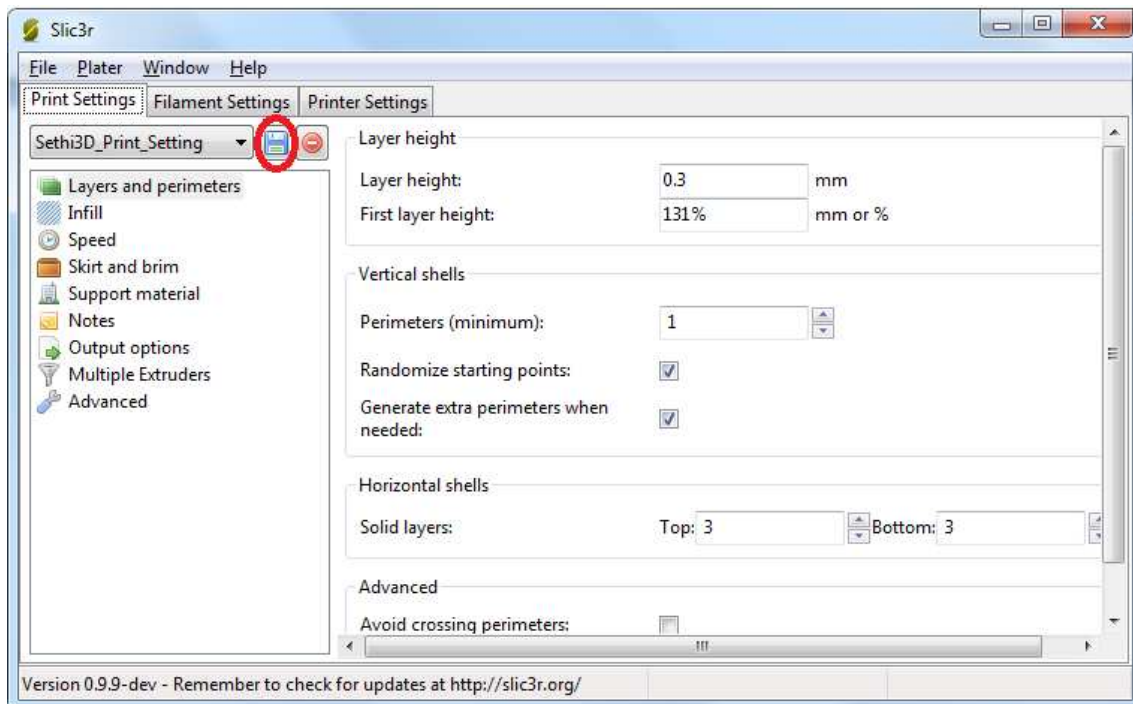 Slic3r
File Plater Window Help
Print Settings Filament Settings Printer Settings
Sethi3D_Print_Setting
Layers and perimeters
Infill
Speed
Skirt and brim
Support material
Notes
Output options
Multiple Extruders
Advanced
Layer height
Layer height: 0.3 mm
First layer height: 131% mm or %
Vertical shells
Perimeters (minimum): 1
Randomize starting points:
Generate extra perimeters when
needed:
Horizontal shells
Solid layers: Top: 3 Bottom: 3
Advanced
Avoid crossing perimeters:
Version 0.9.9-dev - Remember to check for updates at http://slic3r.org/